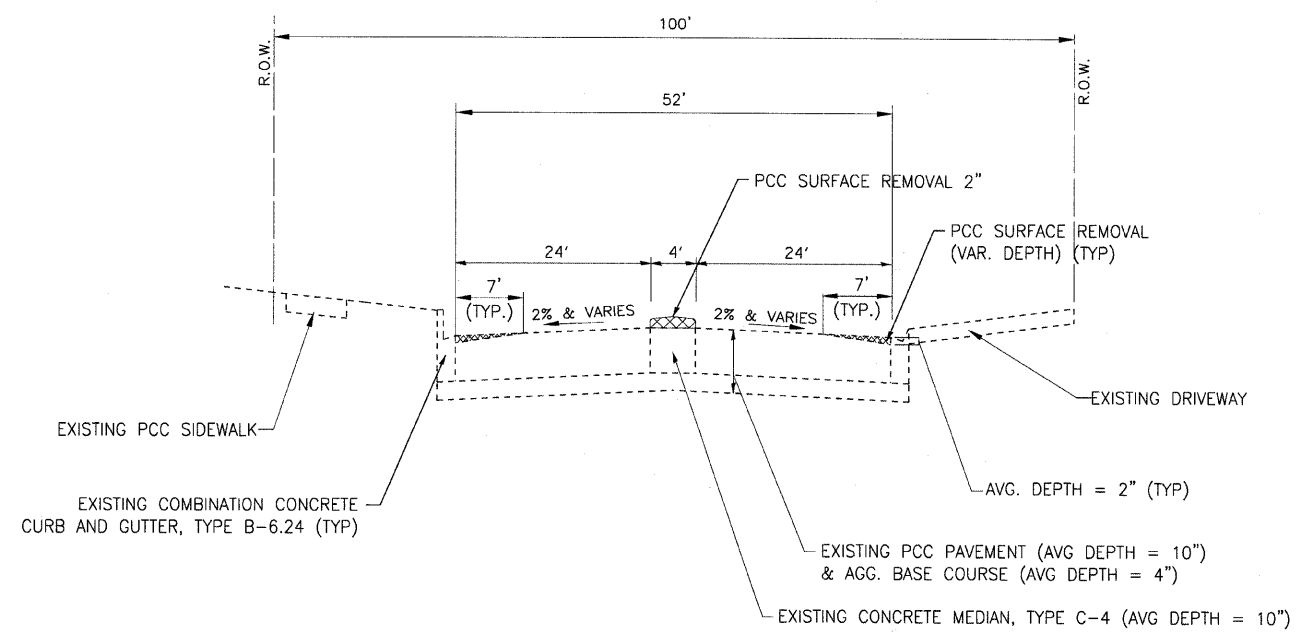 100'
R.O.W.
R.O.W.
52'
PCC SURFACE REMOVAL 2"
PCC SURFACE REMOVAL
(VAR. DEPTH) (TYP)
24'
4'
24'
7'
(TYP.)
2% & VARIES
2% & VARIES
7'
(TYP.)
EXISTING DRIVEWAY
EXISTING PCC SIDEWALK
AVG. DEPTH = 2" (TYP)
EXISTING COMBINATION CONCRETE
CURB AND GUTTER, TYPE B-6.24 (TYP)
EXISTING PCC PAVEMENT (AVG DEPTH = 10")
& AGG. BASE COURSE (AVG DEPTH = 4")
EXISTING CONCRETE MEDIAN, TYPE C-4 (AVG DEPTH = 10")